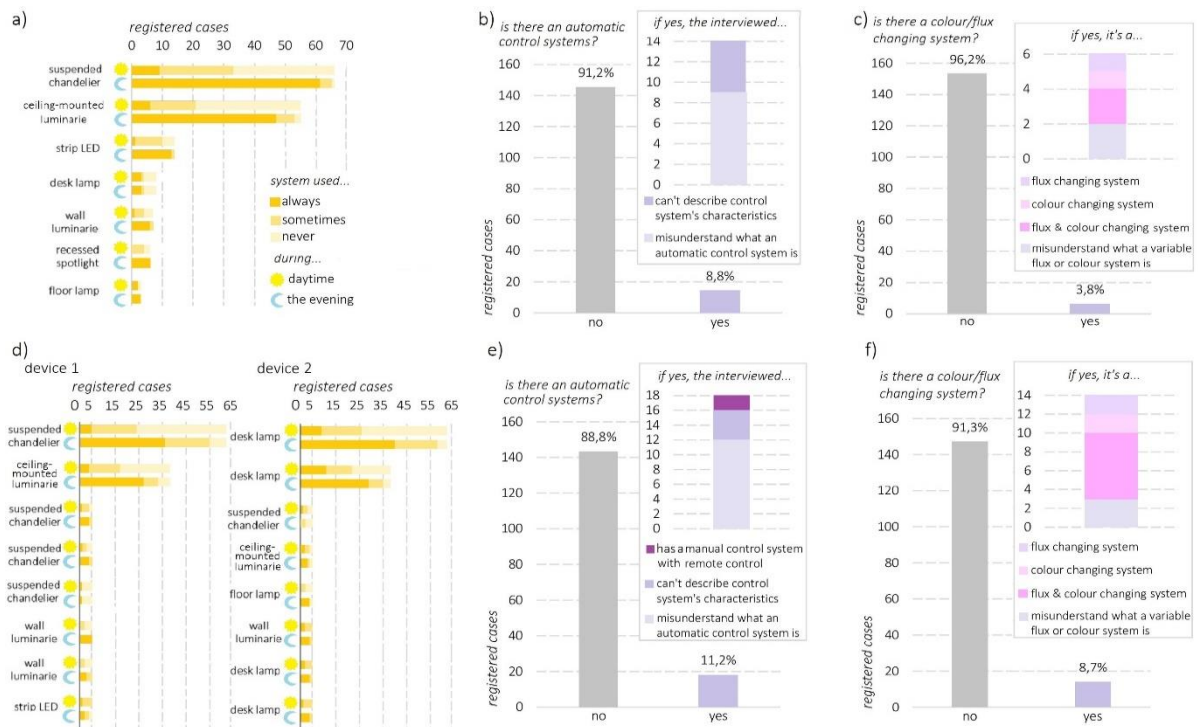 a)
registered cases
0 10 20 30 40 50 60 70
suspended
chandelier
ceiling-mounted
luminarie
strip LED
desk lamp
wall
luminarie
recessed
spotlight
floor lamp
system used...
always
sometimes
never
during...
daytime
the evening
b)
is there an automatic
control systems?
160
140
120
100
80
60
40
20
0
registered cases
91,2%
8,8%
no
yes
if yes, the interviewed...
14
12
10
8
6
4
2
0
can't describe control
system's characteristics
misunderstand what an
automatic control system is
c)
is there a colour/flux
changing system?
160
140
120
100
80
60
40
20
0
registered cases
96,2%
3,8%
no
yes
if yes, it's a...
6
4
2
0
flux changing system
colour changing system
flux & colour changing system
misunderstand what a variable
flux or colour system is
d)
device 1
registered cases
0 5 15 25 35 45 55 65
suspended
chandelier
ceiling-
mounted
luminarie
suspended
chandelier
suspended
chandelier
suspended
chandelier
wall
luminarie
wall
luminarie
strip LED
device 2
registered cases
0 5 15 25 35 45 55 65
desk lamp
desk lamp
suspended
chandelier
ceiling-
mounted
luminarie
floor lamp
wall
luminarie
desk lamp
desk lamp
e)
is there an automatic
control systems?
160
140
120
100
80
60
40
20
0
registered cases
88,8%
11,2%
no
yes
if yes, the interviewed...
18
16
14
12
10
8
6
4
2
0
has a manual control system
with remote control
can't describe control
system's characteristics
misunderstand what an
automatic control system is
f)
is there a colour/flux
changing system?
160
140
120
100
80
60
40
20
0
registered cases
91,3%
8,7%
no
yes
if yes, it's a...
14
12
10
8
6
4
2
0
flux changing system
colour changing system
flux & colour changing system
misunderstand what a variable
flux or colour system is